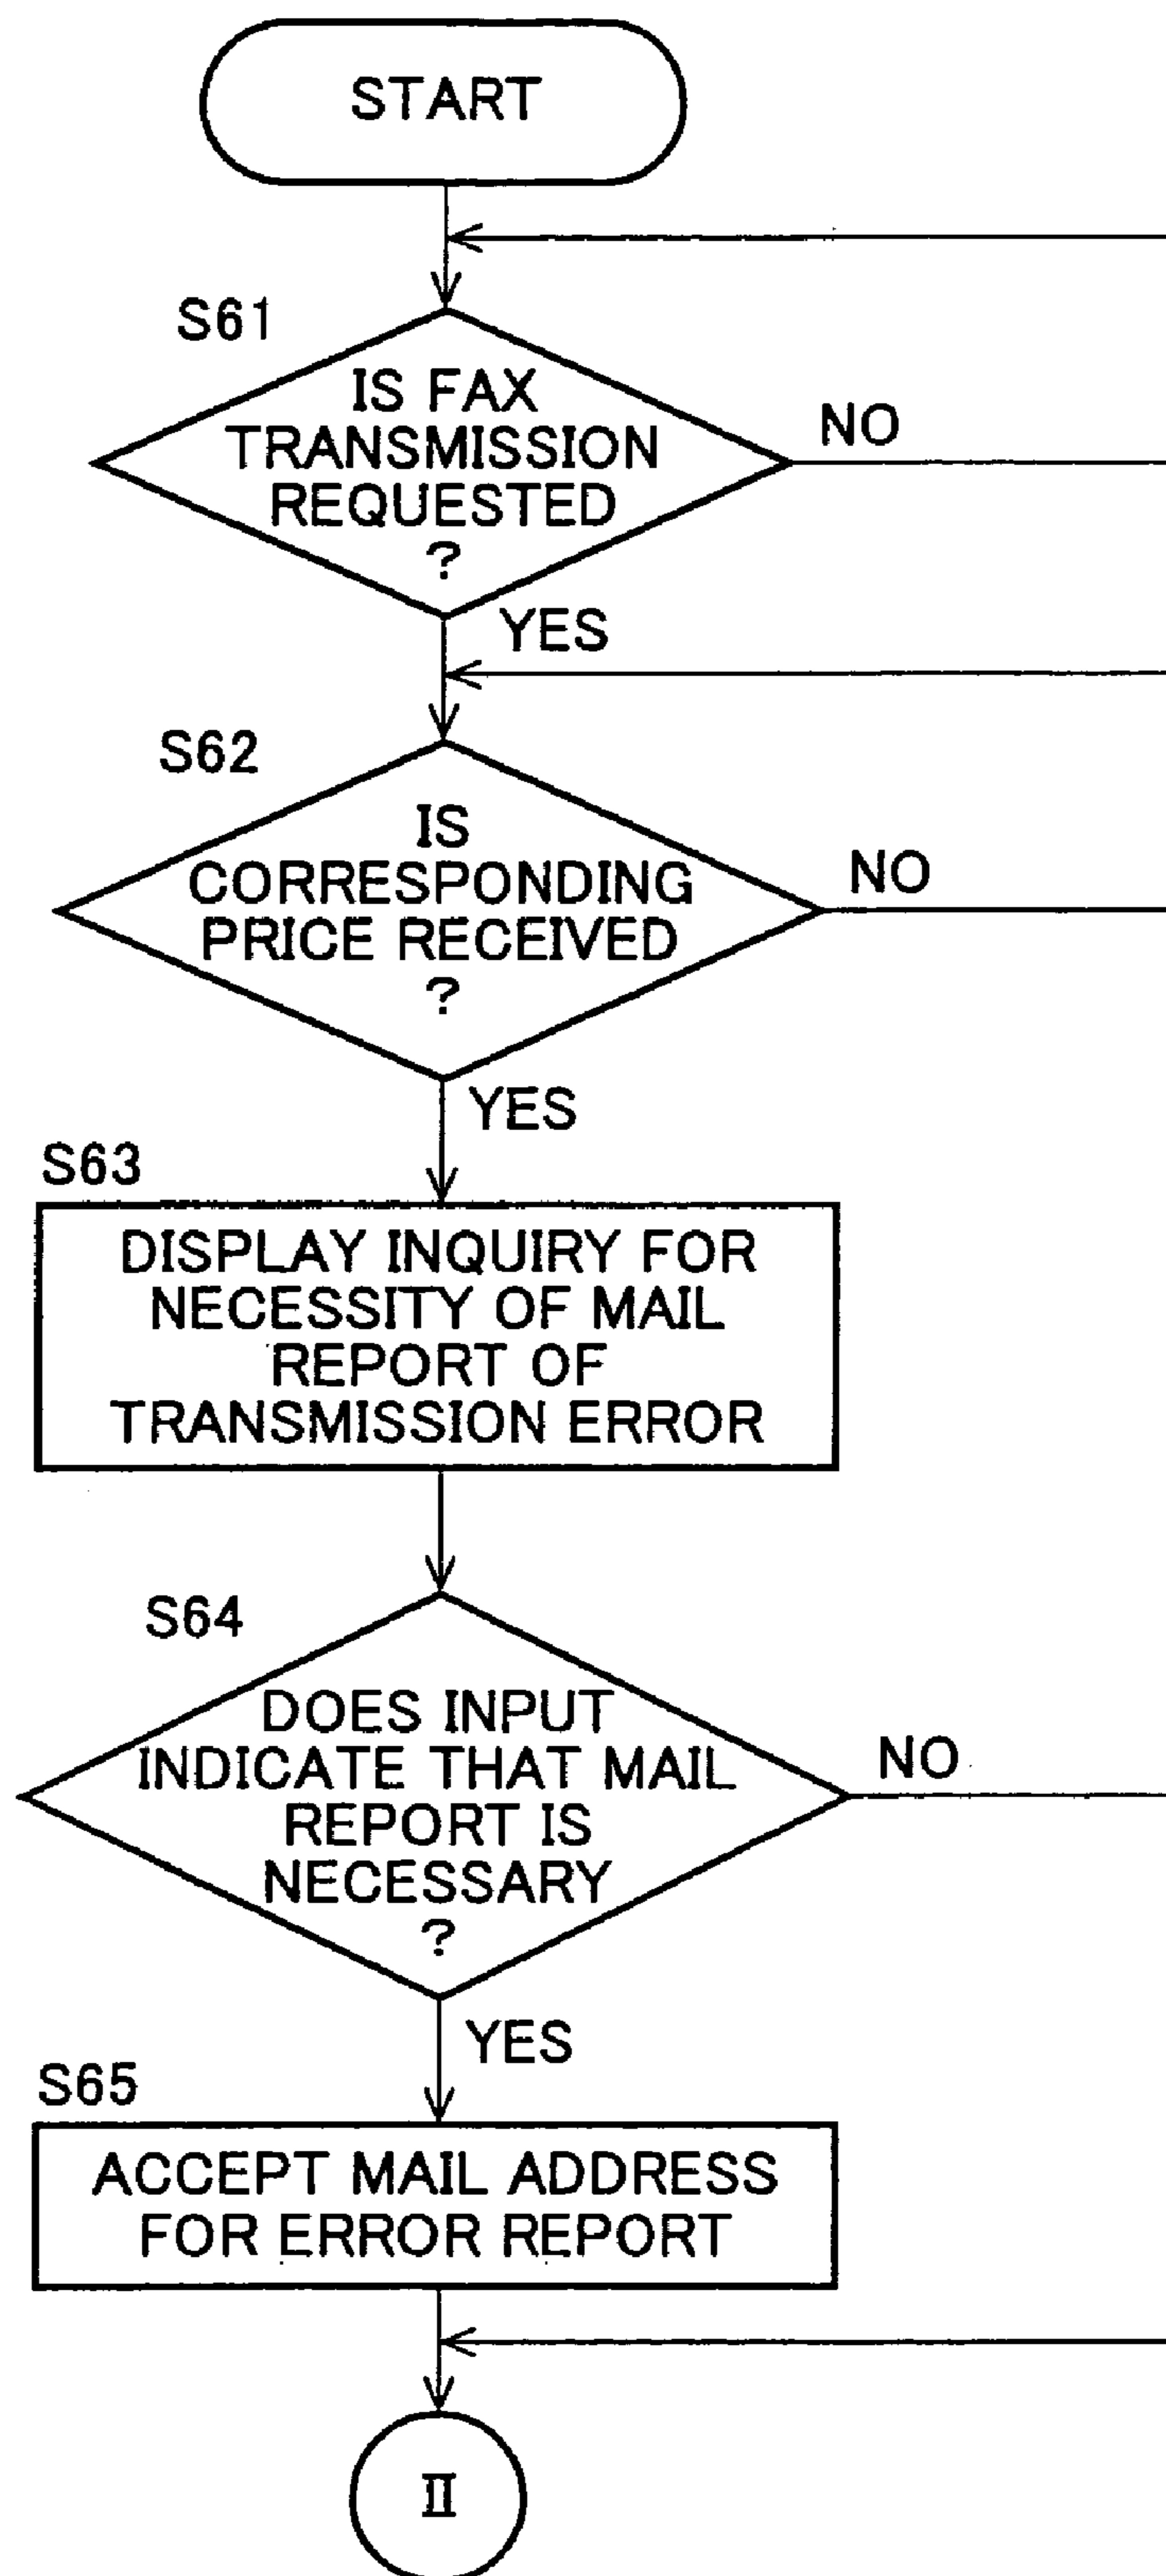 START
S61
IS FAX
TRANSMISSION
REQUESTED
?
NO
YES
S62
IS
CORRESPONDING
PRICE RECEIVED
?
NO
YES
S63
DISPLAY INQUIRY FOR
NECESSITY OF MAIL
REPORT OF
TRANSMISSION ERROR
S64
DOES INPUT
INDICATE THAT MAIL
REPORT IS
NECESSARY
?
NO
YES
S65
ACCEPT MAIL ADDRESS
FOR ERROR REPORT
II